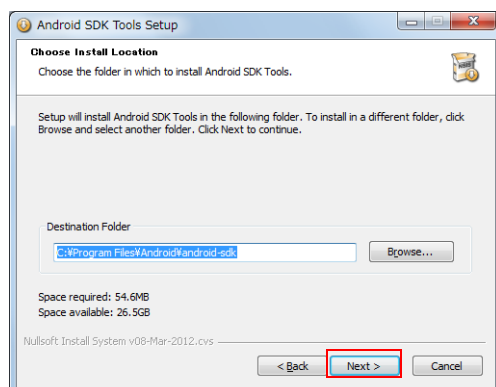 Android SDK Tools Setup
Choose Install Location
Choose the folder in which to install Android SDK Tools.
Setup will install Android SDK Tools in the following folder. To install in a different folder, click
Browse and select another folder. Click Next to continue.
Destination Folder
C:¥Program Files¥Android¥android-sdk
Browse...
Space required: 54.6MB
Space available: 26.5GB
Nullsoft Install System v08-Mar-2012.cvs
< Back
Next >
Cancel